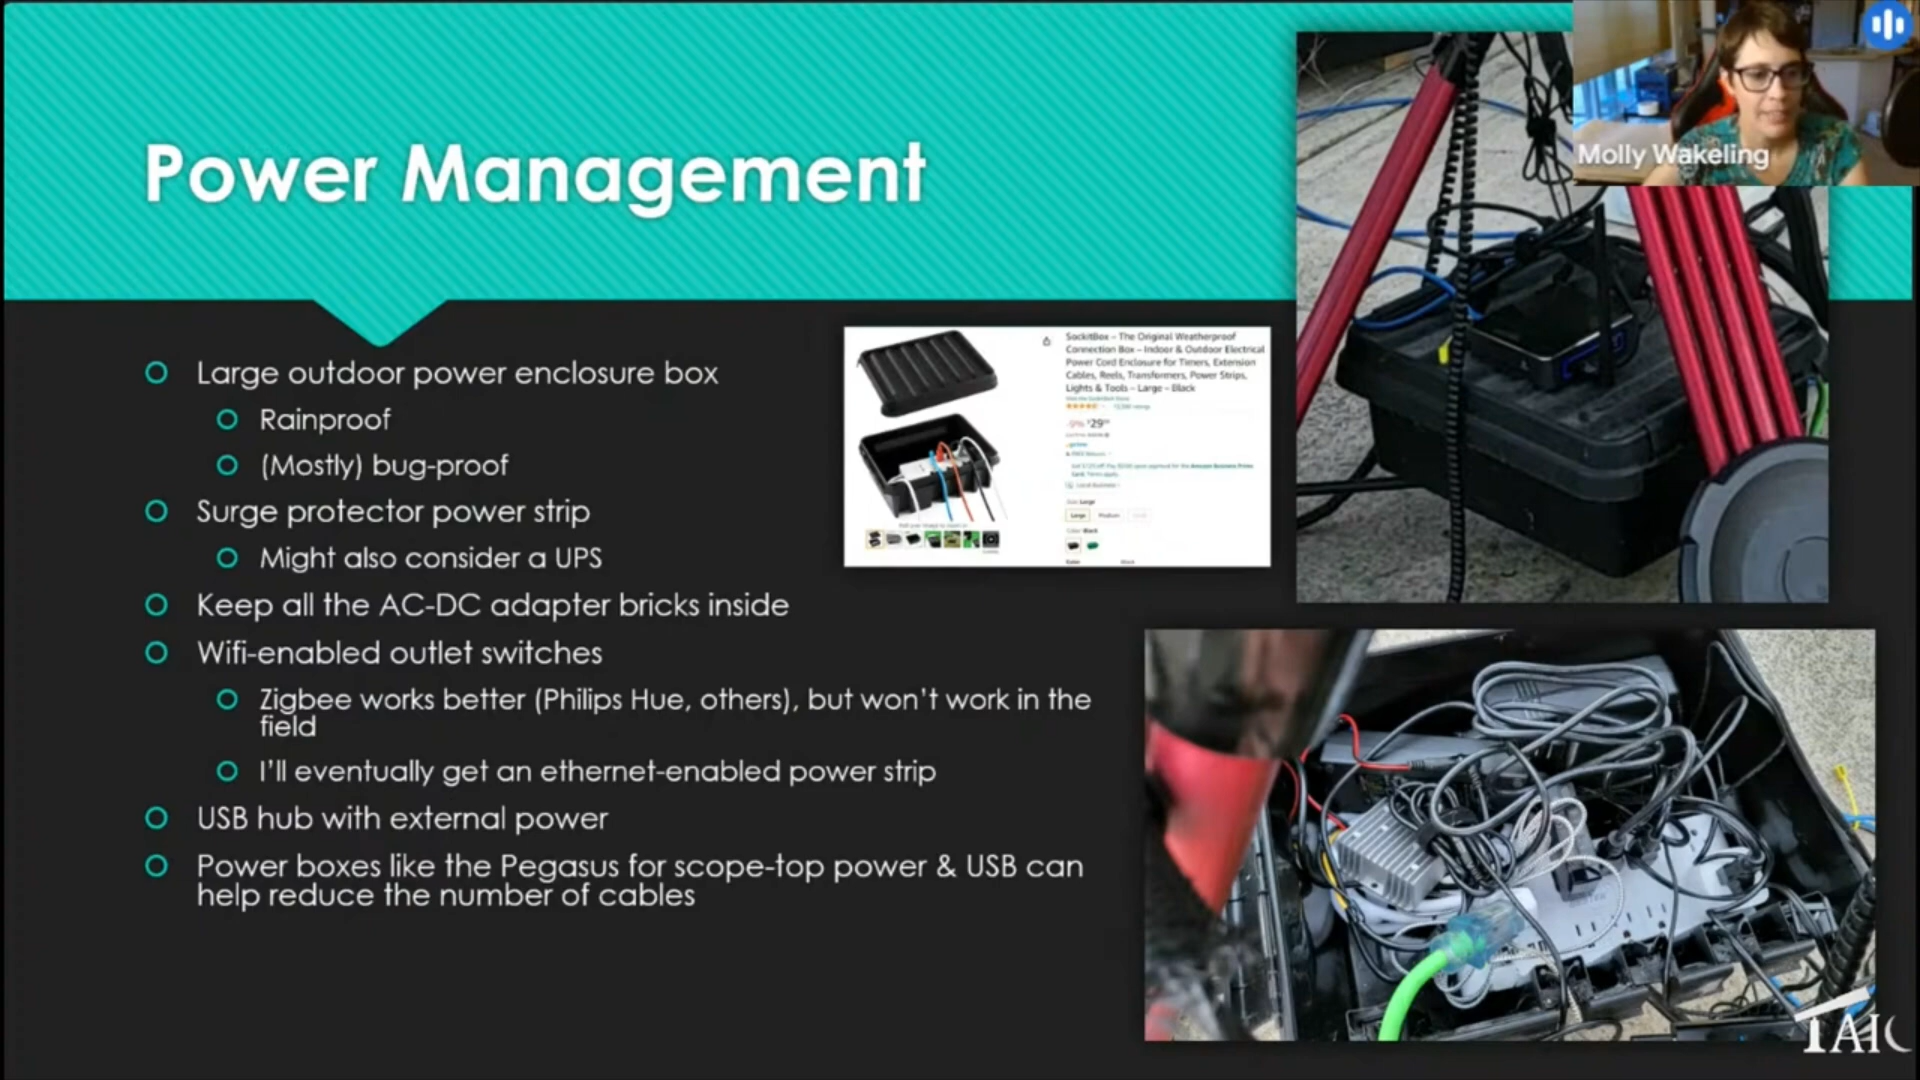 Power Management
Molly Wakeling
Large outdoor power enclosure box
Rainproof
(Mostly) bug-proof
Surge protector power strip
Might also consider a UPS
Keep all the AC-DC adapter bricks inside
Wifi-enabled outlet switches
Zigbee works better (Philips Hue, others), but won't work in the
field
I'll eventually get an ethernet-enabled power strip
USB hub with external power
Power boxes like the Pegasus for scope-top power & USB can
help reduce the number of cables
SockitBox – The Original Weatherproof
Connection Box – Indoor & Outdoor Electrical
Power Cord Enclosure for Timers, Extension
Cables, Reels, Transformers, Power Strips,
Lights & Tools – Large – Black
-9% $29
Large Medium
TAIC